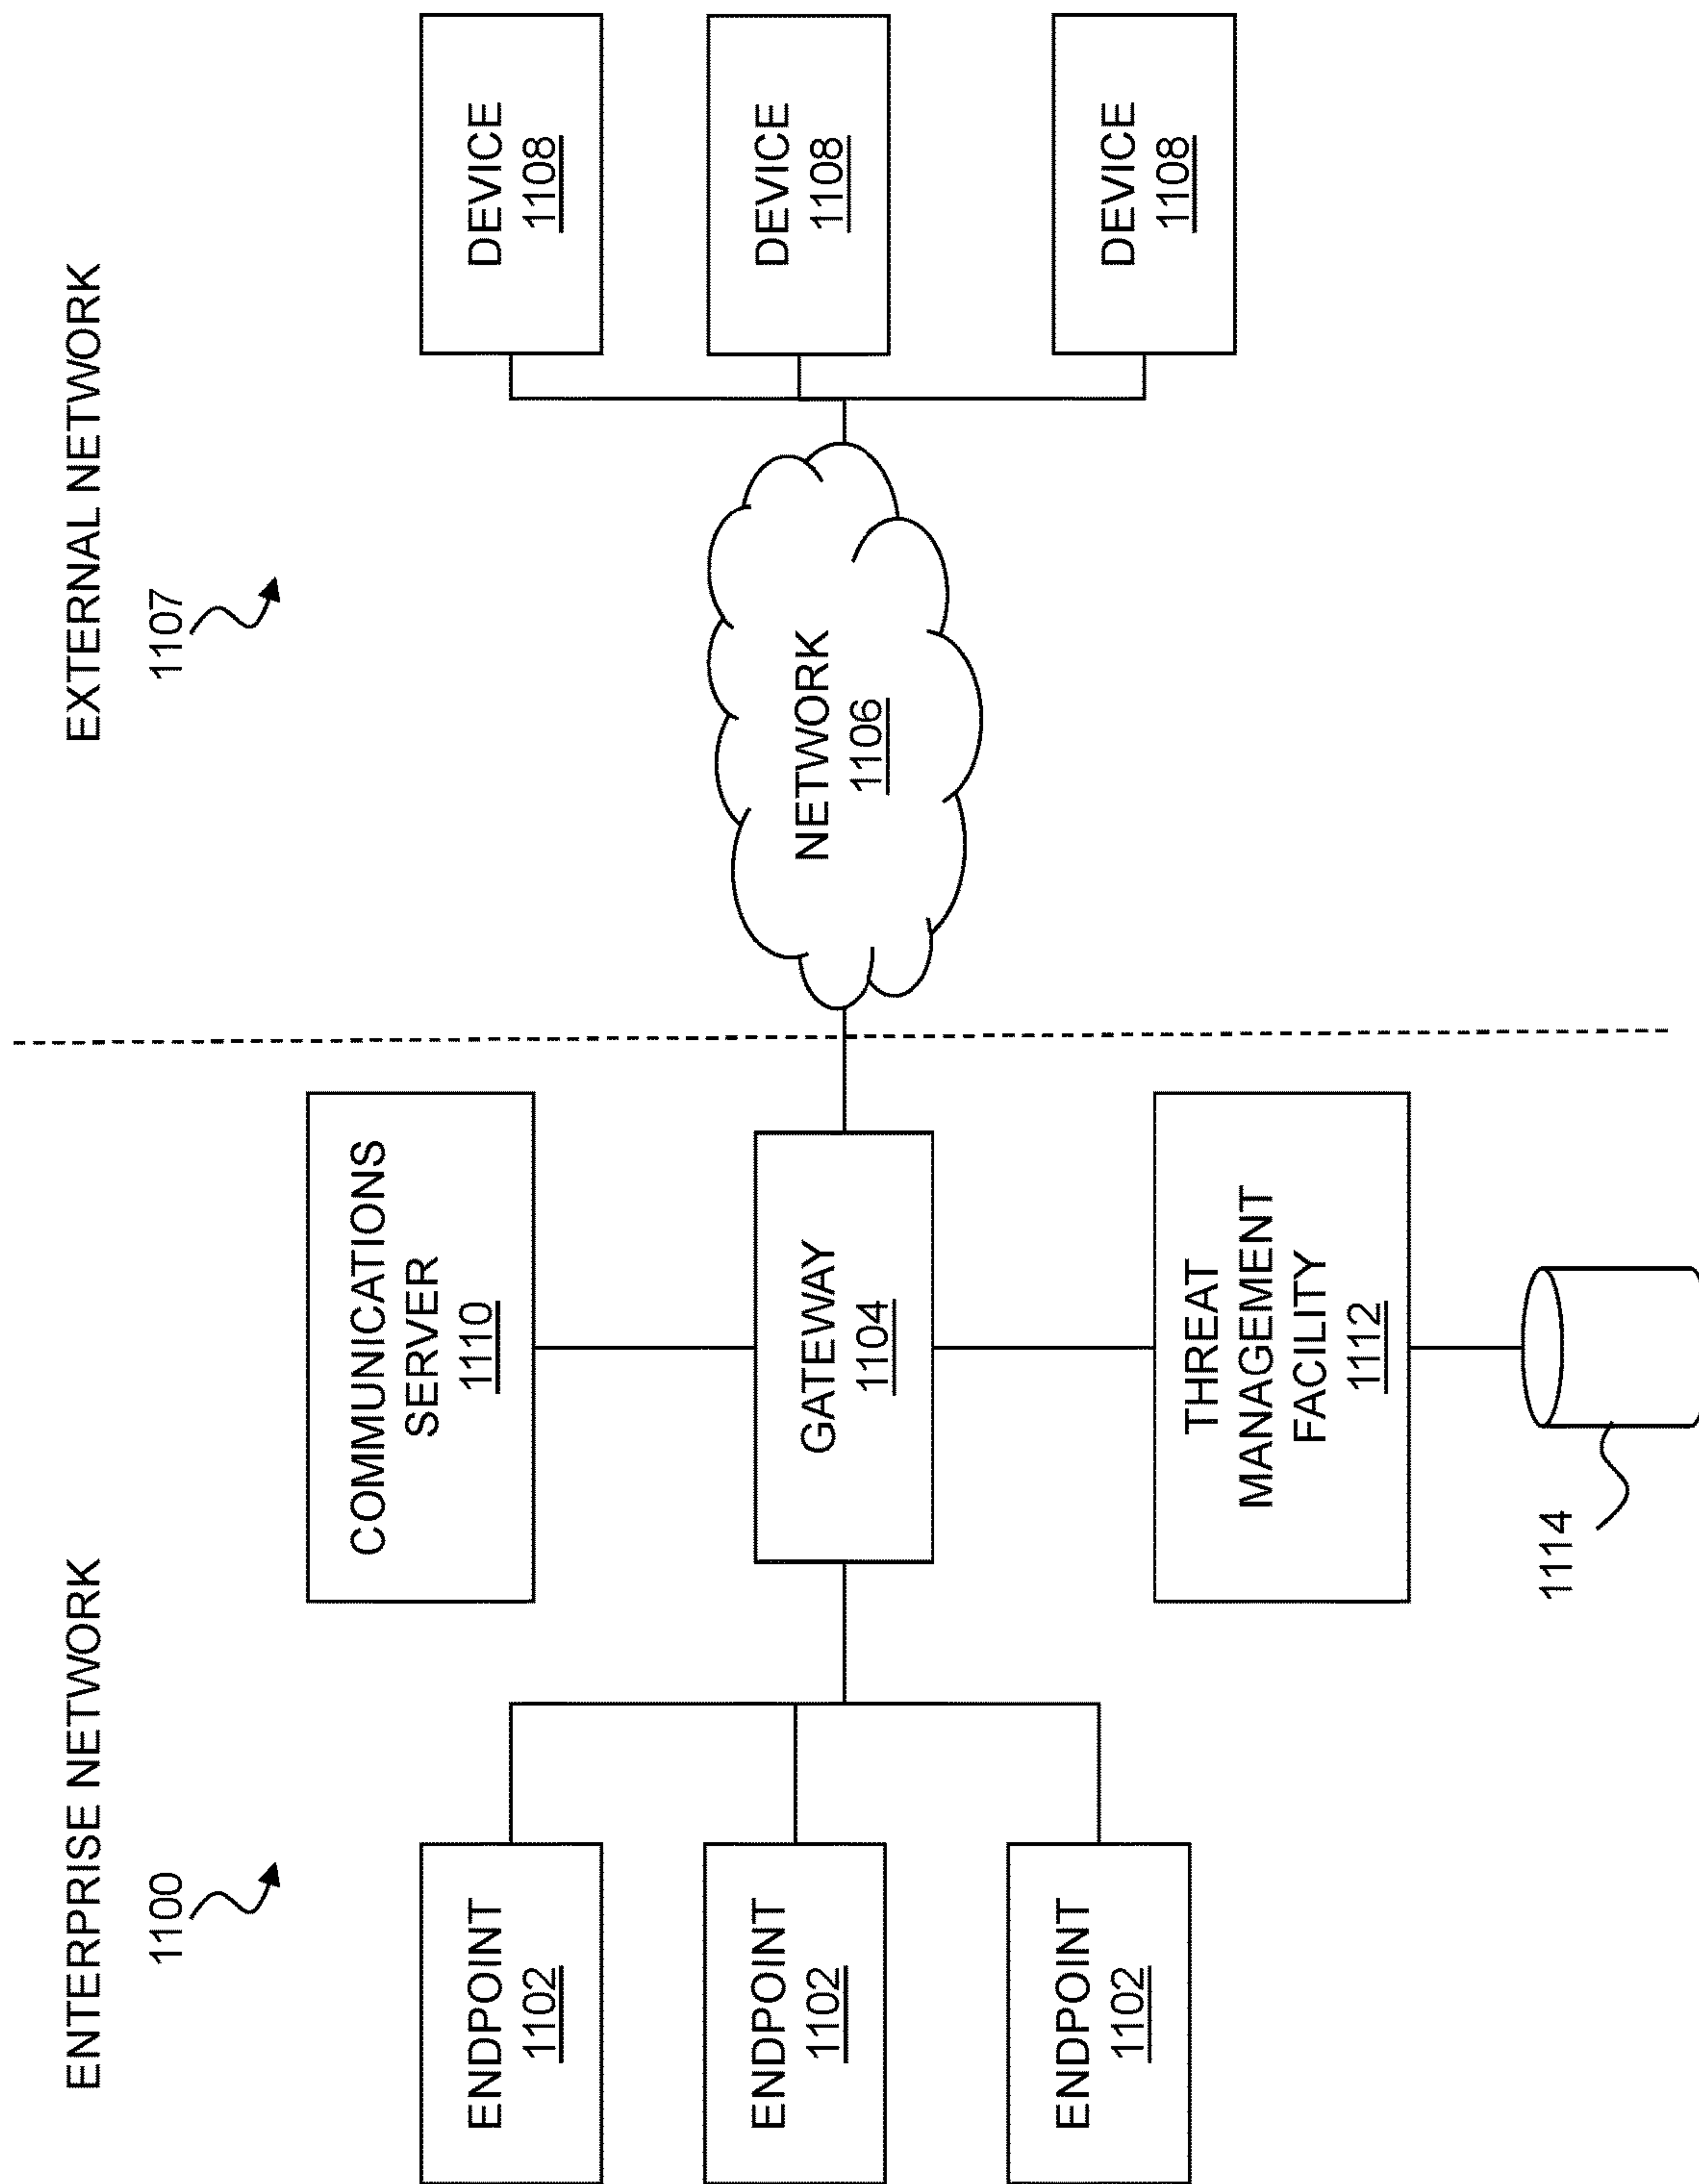 ENTERPRISE NETWORK
EXTERNAL NETWORK
1100
1107
COMMUNICATIONS
SERVER
1110
ENDPOINT
1102
ENDPOINT
1102
ENDPOINT
1102
GATEWAY
1104
NETWORK
1106
DEVICE
1108
DEVICE
1108
DEVICE
1108
THREAT
MANAGEMENT
FACILITY
1112
1114